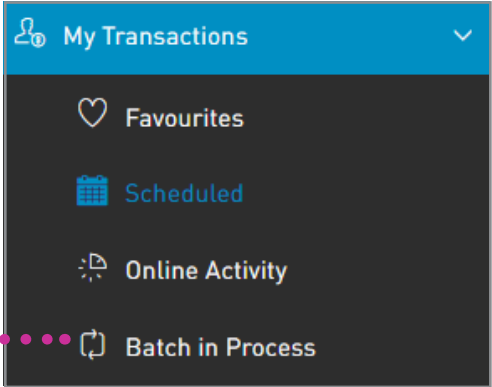 My Transactions
Favourites
Scheduled
Online Activity
Batch in Process